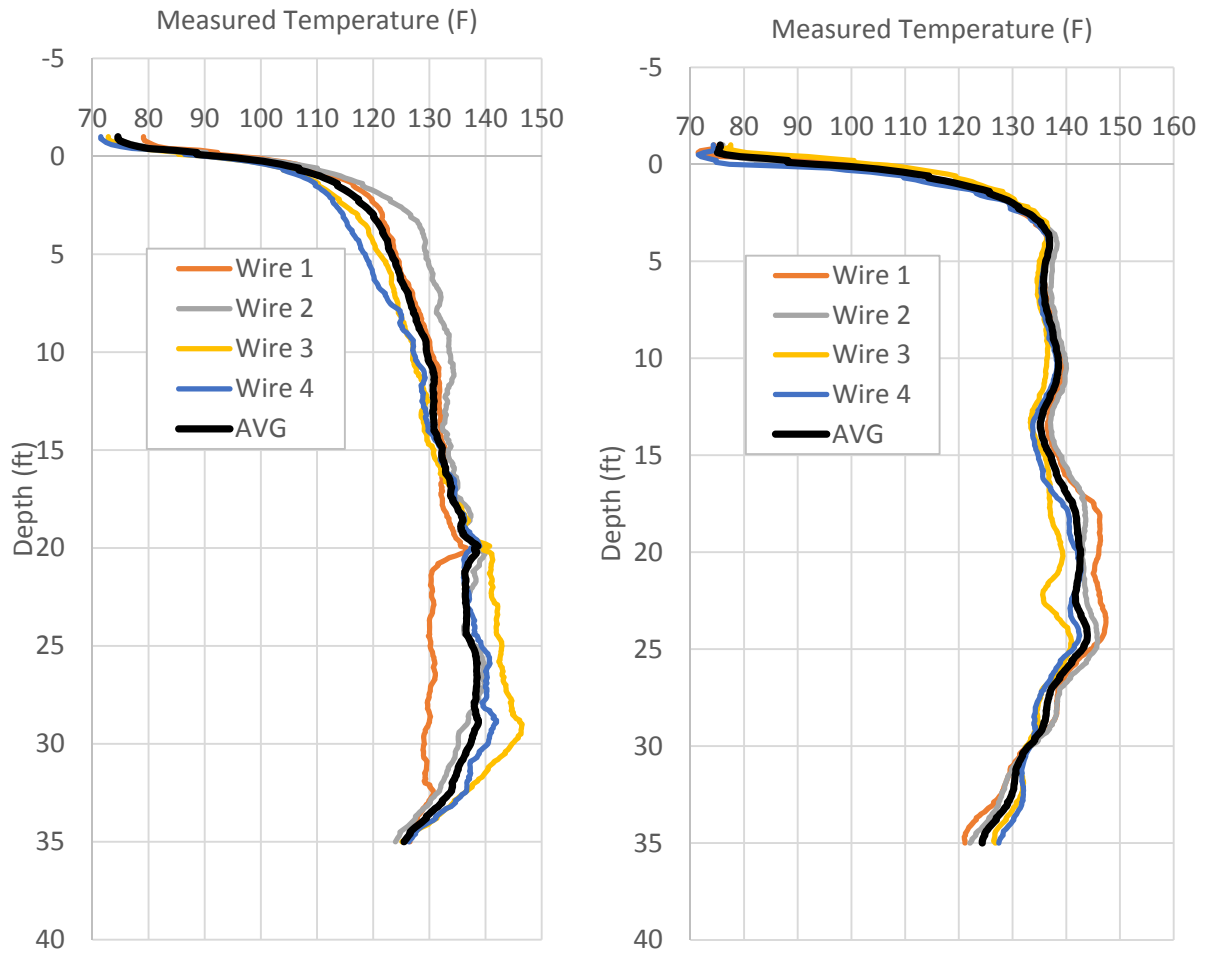 Measured Temperature (F)
-5
70 80 90 100 110 120 130 140 150
0
5
Wire 1
Wire 2
Wire 3
10
Wire 4
AVG
15
Depth (ft)
20
25
30
35
40
Measured Temperature (F)
-5
70 80 90 100 110 120 130 140 150 160
0
5
Wire 1
Wire 2
10
Wire 3
Wire 4
AVG
15
Depth (ft)
20
25
30
35
40